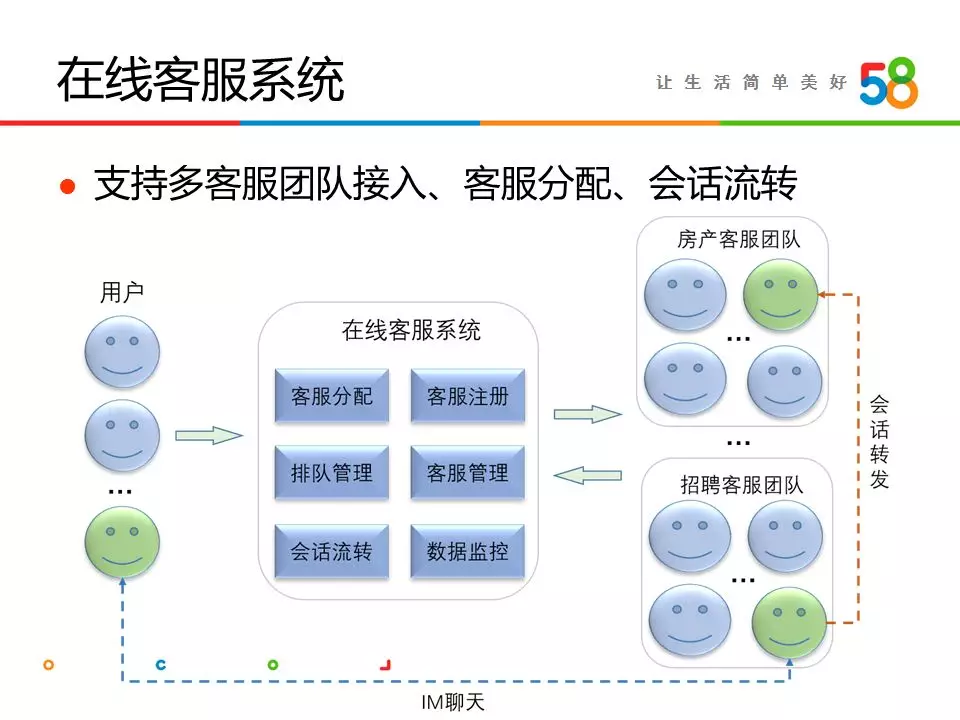 在线客服系统
让生活简单美好
58
• 支持多客服团队接入、客服分配、会话流转
用户
...
在线客服系统
客服分配
客服注册
排队管理
客服管理
会话流转
数据监控
房产客服团队
...
...
招聘客服团队
...
会话转发
IM聊天